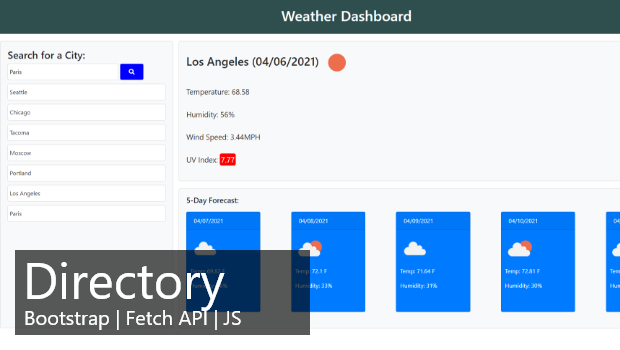 Weather Dashboard
Search for a City:
Paris
Seattle
Chicago
Tacoma
Moscow
Portland
Los Angeles
Paris
Los Angeles (04/06/2021)
Temperature: 68.58
Humidity: 56%
Wind Speed: 3.44MPH
UV Index: 7.77
5-Day Forecast:
04/07/2021
04/08/2021
04/09/2021
04/10/2021
Temp: 72.1 F
Humidity: 33%
Temp: 71.64 F
Humidity: 31%
Temp: 72.81 F
Humidity: 30%
Directory
Bootstrap | Fetch API | JS